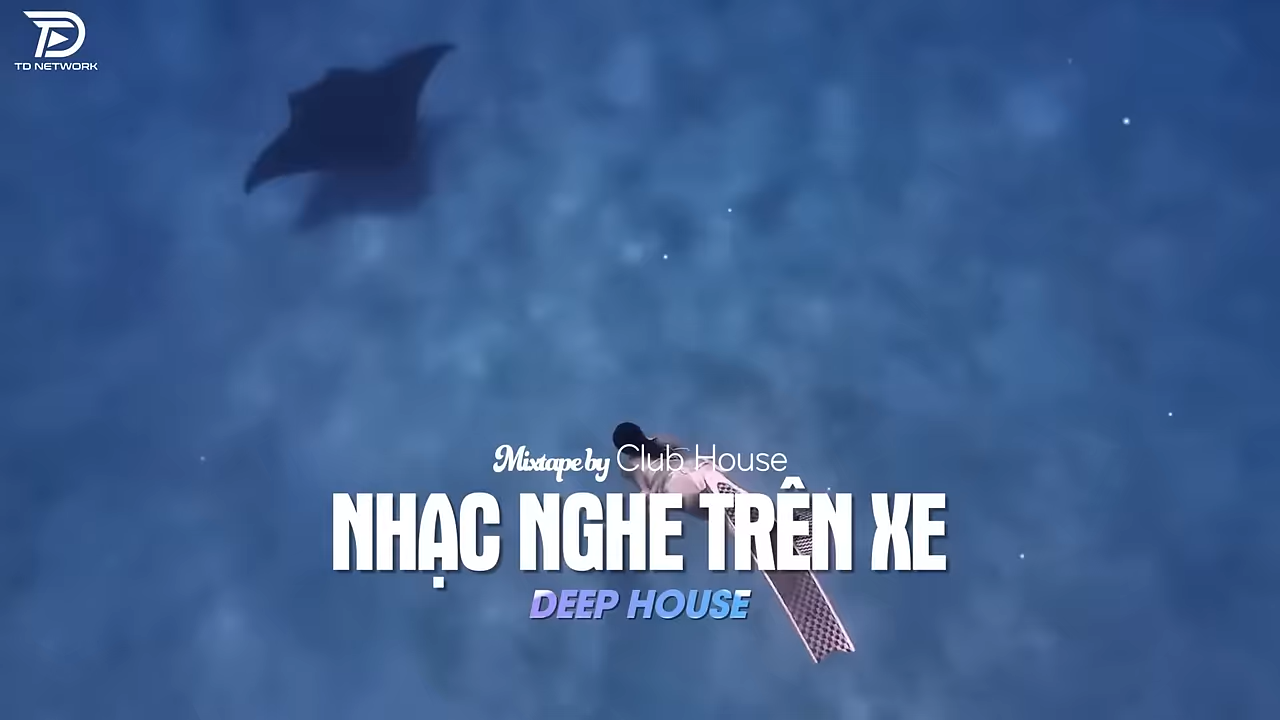 TD NETWORK
Mixtape by Club House
NHẠC NGHE TRÊN XE
DEEP HOUSE